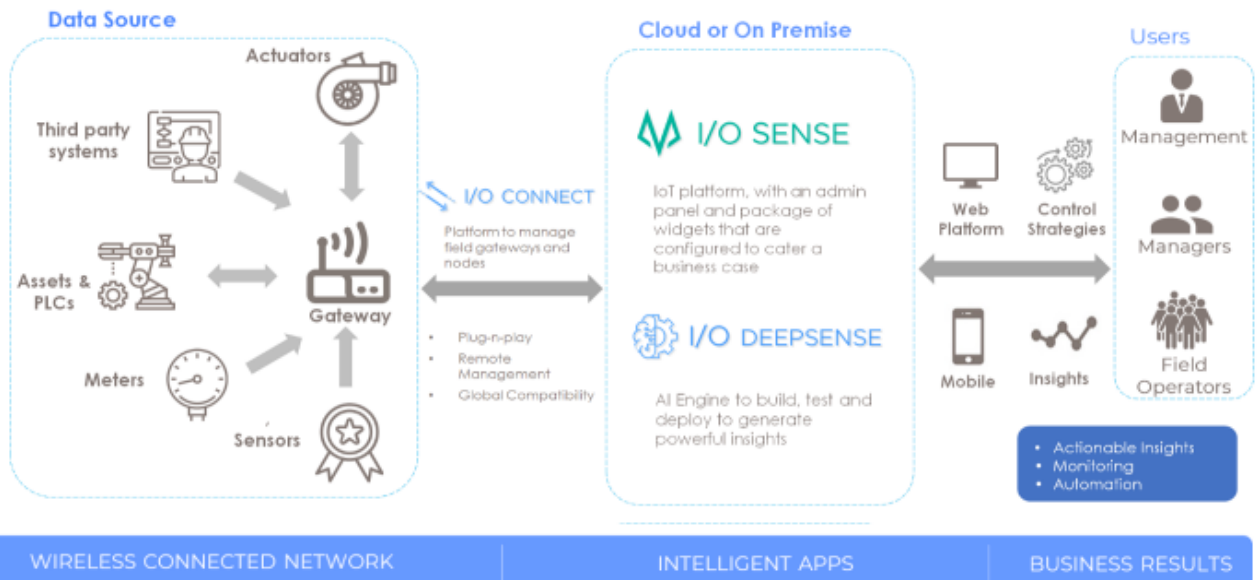 Data Source
Actuators
Third party
systems
Assets &
PLCs
Gateway
Meters
Sensors
I/O CONNECT
Platform to manage
field gateways and
nodes
• Plug-n-play
• Remote
Management
• Global Compatibility
Cloud or On Premise
I/O SENSE
IoT platform, with an admin
panel and package of
widgets that are
configured to cater a
business case
I/O DEEPSENSE
AI Engine to build, test and
deploy to generate
powerful insights
Web
Platform
Control
Strategies
Mobile
Insights
Users
Management
Managers
Field
Operators
• Actionable Insights
• Monitoring
• Automation
WIRELESS CONNECTED NETWORK
INTELLIGENT APPS
BUSINESS RESULTS